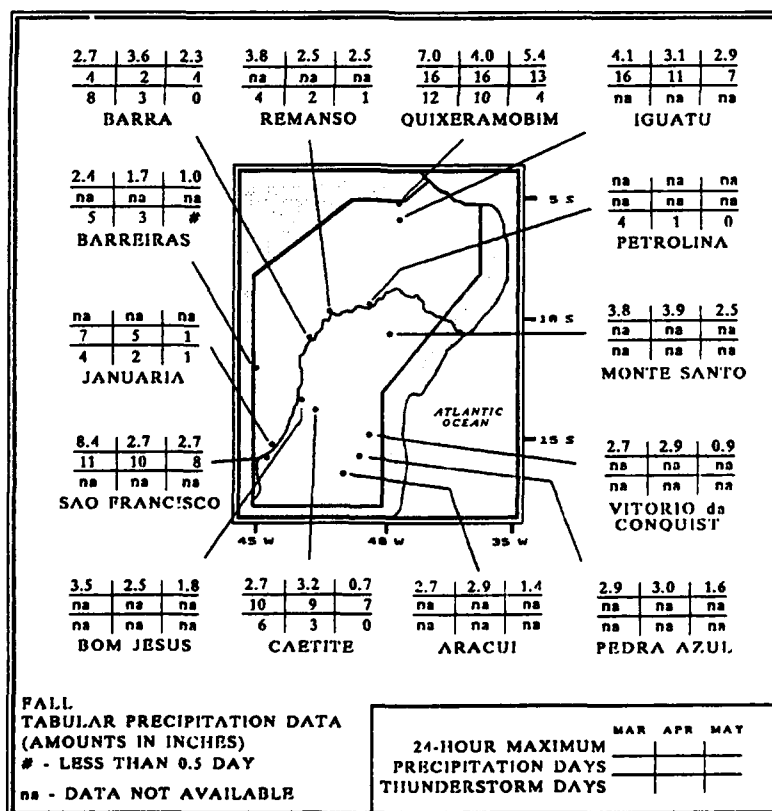 2.7 3.6 2.3
4 2 4
8 3 0
BARRA
3.8 2.5 2.5
na na na
4 2 1
REMANSO
7.0 4.0 5.4
16 16 13
12 10 4
QUIXERAMOBIM
4.1 3.1 2.9
16 11 7
na na na
IGUATU
2.4 1.7 1.0
na na na
5 3 #
BARREIRAS
na na na
na na na
4 1 0
PETROLINA
na na na
7 5 1
4 2 1
JANUARIA
3.8 3.9 2.5
na na na
na na na
MONTE SANTO
8.4 2.7 2.7
11 10 8
na na na
SAO FRANCISCO
2.7 2.9 0.9
na na na
na na na
VITORIO da
CONQUIST
5 S
10 S
15 S
ATLANTIC
OCEAN
45 W
40 W
35 W
3.5 2.5 1.8
na na na
na na na
BOM JESUS
2.7 3.2 0.7
10 9 7
6 3 0
CAETITE
2.7 2.9 1.4
na na na
na na na
ARACUI
2.9 3.0 1.6
na na na
na na na
PEDRA AZUL
FALL
TABULAR PRECIPITATION DATA
(AMOUNTS IN INCHES)
# - LESS THAN 0.5 DAY
na - DATA NOT AVAILABLE
MAR APR MAY
24-HOUR MAXIMUM
PRECIPITATION DAYS
THUNDERSTORM DAYS